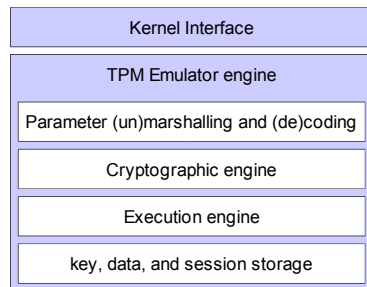 Kernel Interface
TPM Emulator engine
Parameter (un)marshalling and (de)coding
Cryptographic engine
Execution engine
key, data, and session storage